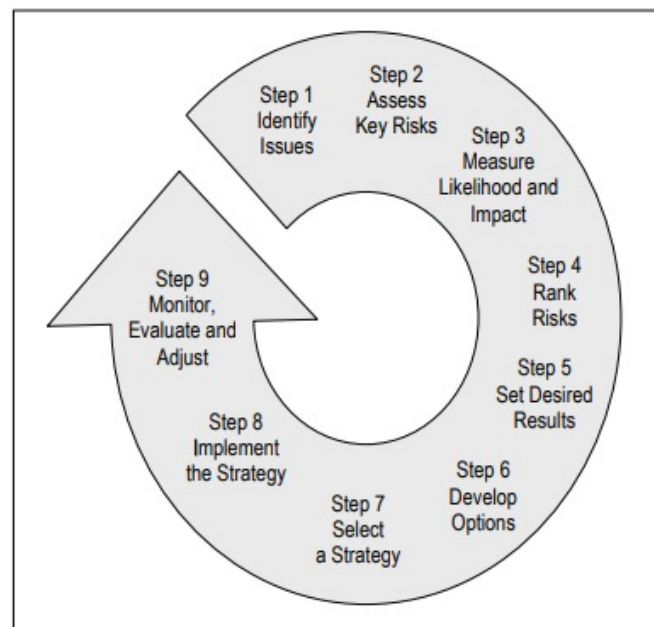 Step 1
Identify
Issues
Step 2
Assess
Key Risks
Step 3
Measure
Likelihood and
Impact
Step 4
Rank
Risks
Step 5
Set Desired
Results
Step 6
Develop
Options
Step 7
Select
a Strategy
Step 8
Implement
the Strategy
Step 9
Monitor,
Evaluate and
Adjust